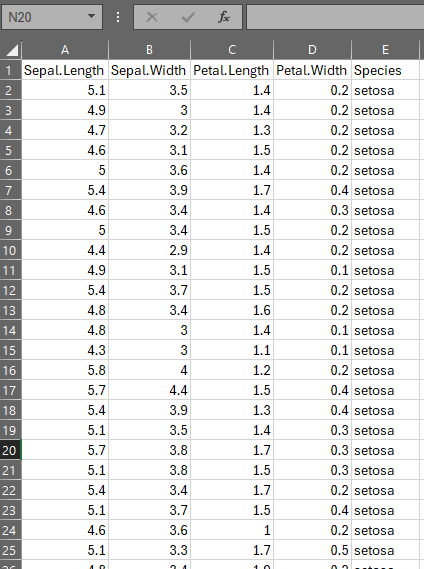 N20 fx
A B C D E
1 Sepal.Length Sepal.Width Petal.Length Petal.Width Species
2 5.1 3.5 1.4 0.2 setosa
3 4.9 3 1.4 0.2 setosa
4 4.7 3.2 1.3 0.2 setosa
5 4.6 3.1 1.5 0.2 setosa
6 5 3.6 1.4 0.2 setosa
7 5.4 3.9 1.7 0.4 setosa
8 4.6 3.4 1.4 0.3 setosa
9 5 3.4 1.5 0.2 setosa
10 4.4 2.9 1.4 0.2 setosa
11 4.9 3.1 1.5 0.1 setosa
12 5.4 3.7 1.5 0.2 setosa
13 4.8 3.4 1.6 0.2 setosa
14 4.8 3 1.4 0.1 setosa
15 4.3 3 1.1 0.1 setosa
16 5.8 4 1.2 0.2 setosa
17 5.7 4.4 1.5 0.4 setosa
18 5.4 3.9 1.3 0.4 setosa
19 5.1 3.5 1.4 0.3 setosa
20 5.7 3.8 1.7 0.3 setosa
21 5.1 3.8 1.5 0.3 setosa
22 5.4 3.4 1.7 0.2 setosa
23 5.1 3.7 1.5 0.4 setosa
24 4.6 3.6 1 0.2 setosa
25 5.1 3.3 1.7 0.5 setosa